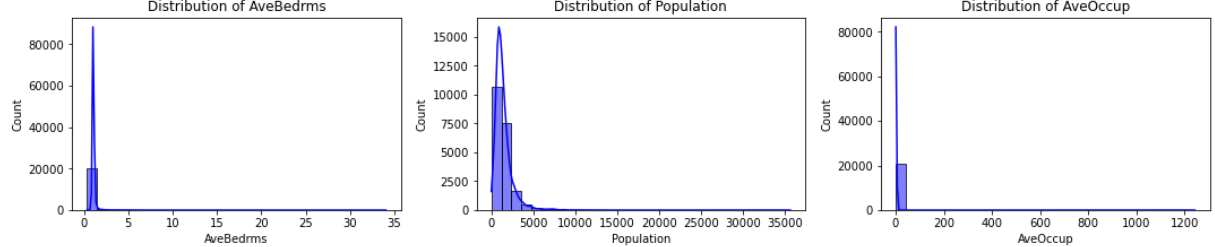 Distribution of AveBedrms
Count
80000
60000
40000
20000
0
0 5 10 15 20 25 30 35
AveBedrms
Distribution of Population
Count
15000
12500
10000
7500
5000
2500
0
0 5000 10000 15000 20000 25000 30000 35000
Population
Distribution of AveOccup
Count
80000
60000
40000
20000
0
0 200 400 600 800 1000 1200
AveOccup